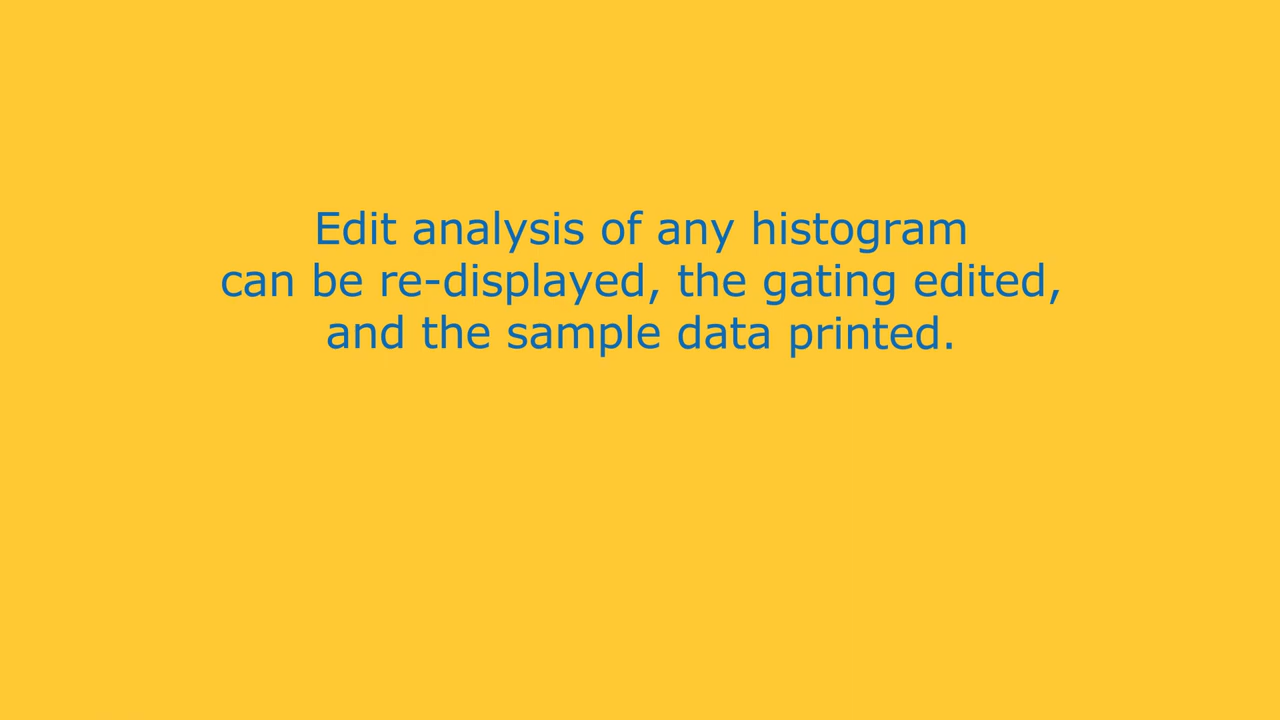 Edit analysis of any histogram
can be re-displayed, the gating edited,
and the sample data printed.